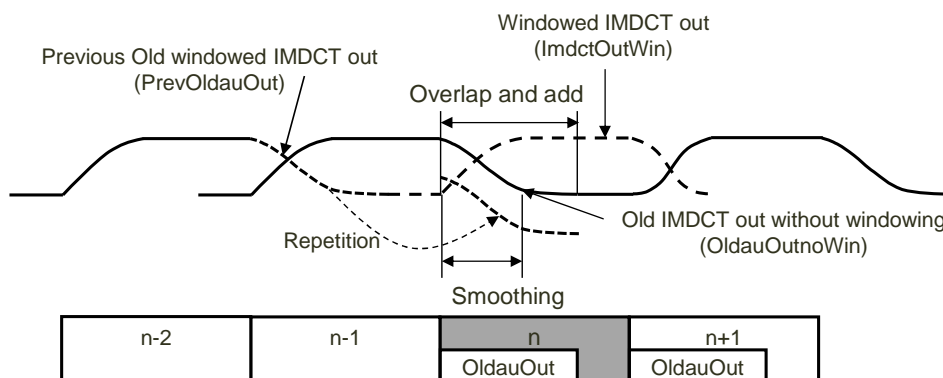 Windowed IMDCT out
(ImdctOutWin)
Previous Old windowed IMDCT out
(PrevOldauOut)
Overlap and add
Repetition
Old IMDCT out without windowing
(OldauOutnoWin)
Smoothing
n-2
n-1
n
n+1
OldauOut
OldauOut